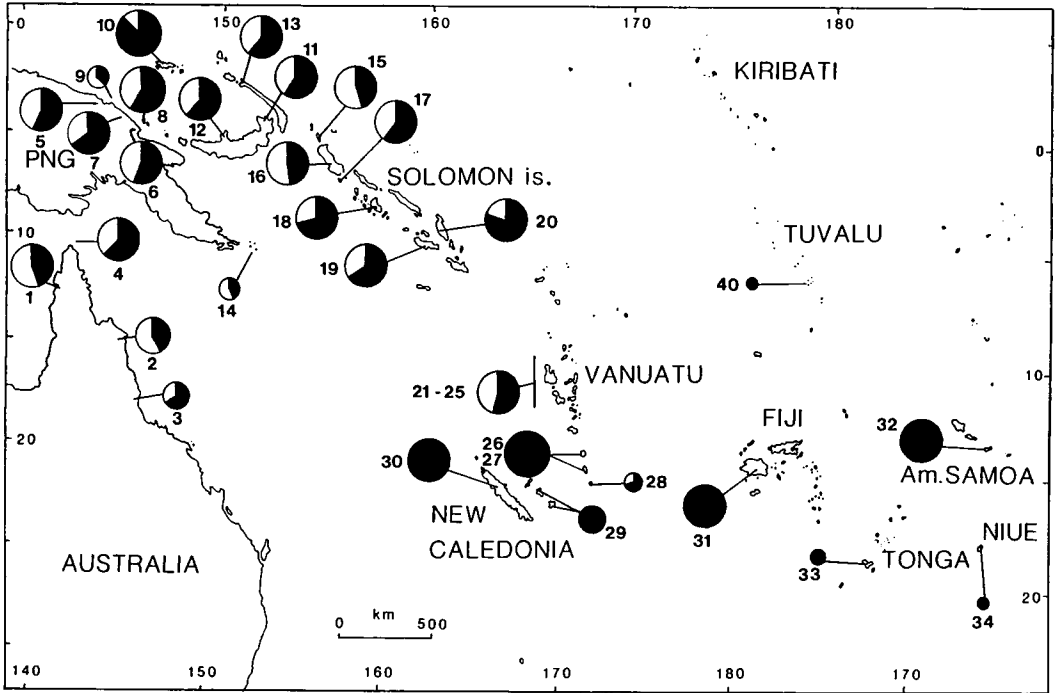 0 150 160 170 180
10 13
11
9 15
KIRIBATI
17
8
12
5
PNG
7
6
16
SOLOMON is.
0
18
20
10
TUVALU
4
19
1
14
40
2
21-25
VANUATU
10
3
FIJI
32
20
26
27
30
Am. SAMOA
28
NEW
CALEDONIA
29
31
NIUE
AUSTRALIA
33
TONGA
km
0 500
20
34
140 150 160 170 180 170